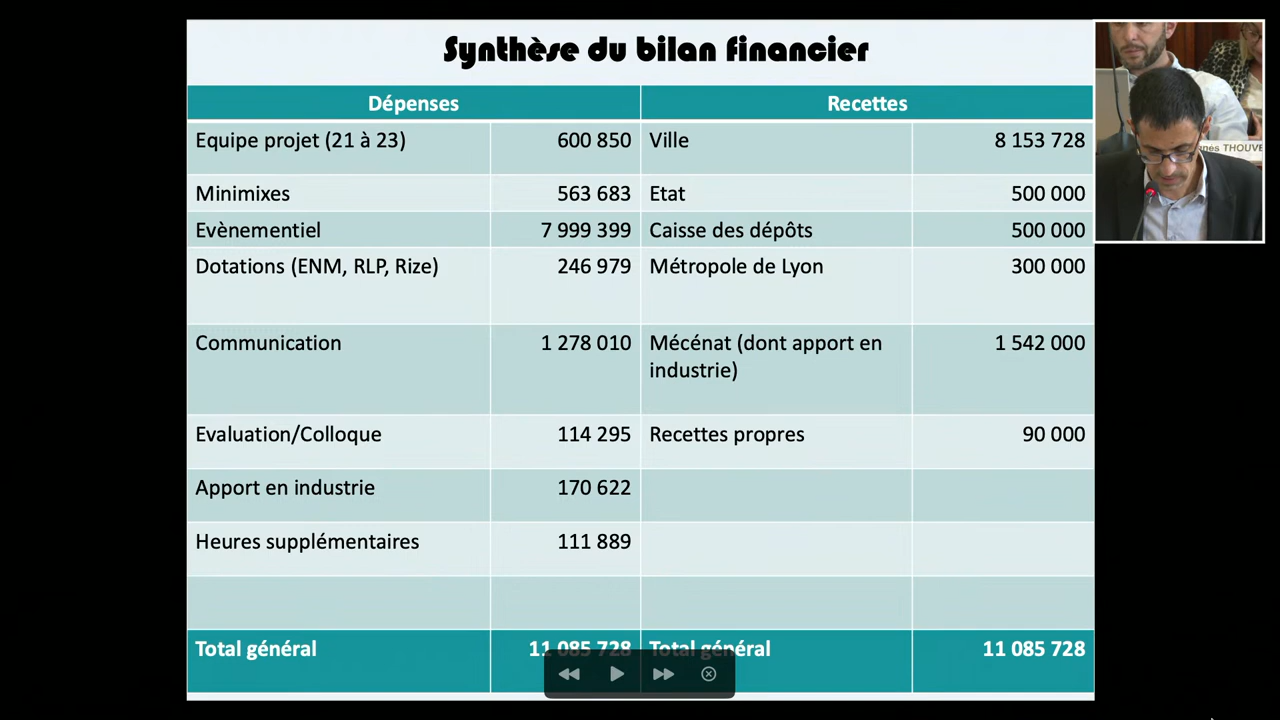 Synthèse du bilan financier
Dépenses Recettes
Equipe projet (21 à 23) 600 850 Ville 8 153 728
Minimixes 563 683 Etat 500 000
Evènementiel 7 999 399 Caisse des dépôts 500 000
Dotations (ENM, RLP, Rize) 246 979 Métropole de Lyon 300 000
Communication 1 278 010 Mécénat (dont apport en
industrie) 1 542 000
Evaluation/Colloque 114 295 Recettes propres 90 000
Apport en industrie 170 622
Heures supplémentaires 111 889
Total général 11 085 728 Total général 11 085 728
THOUVE